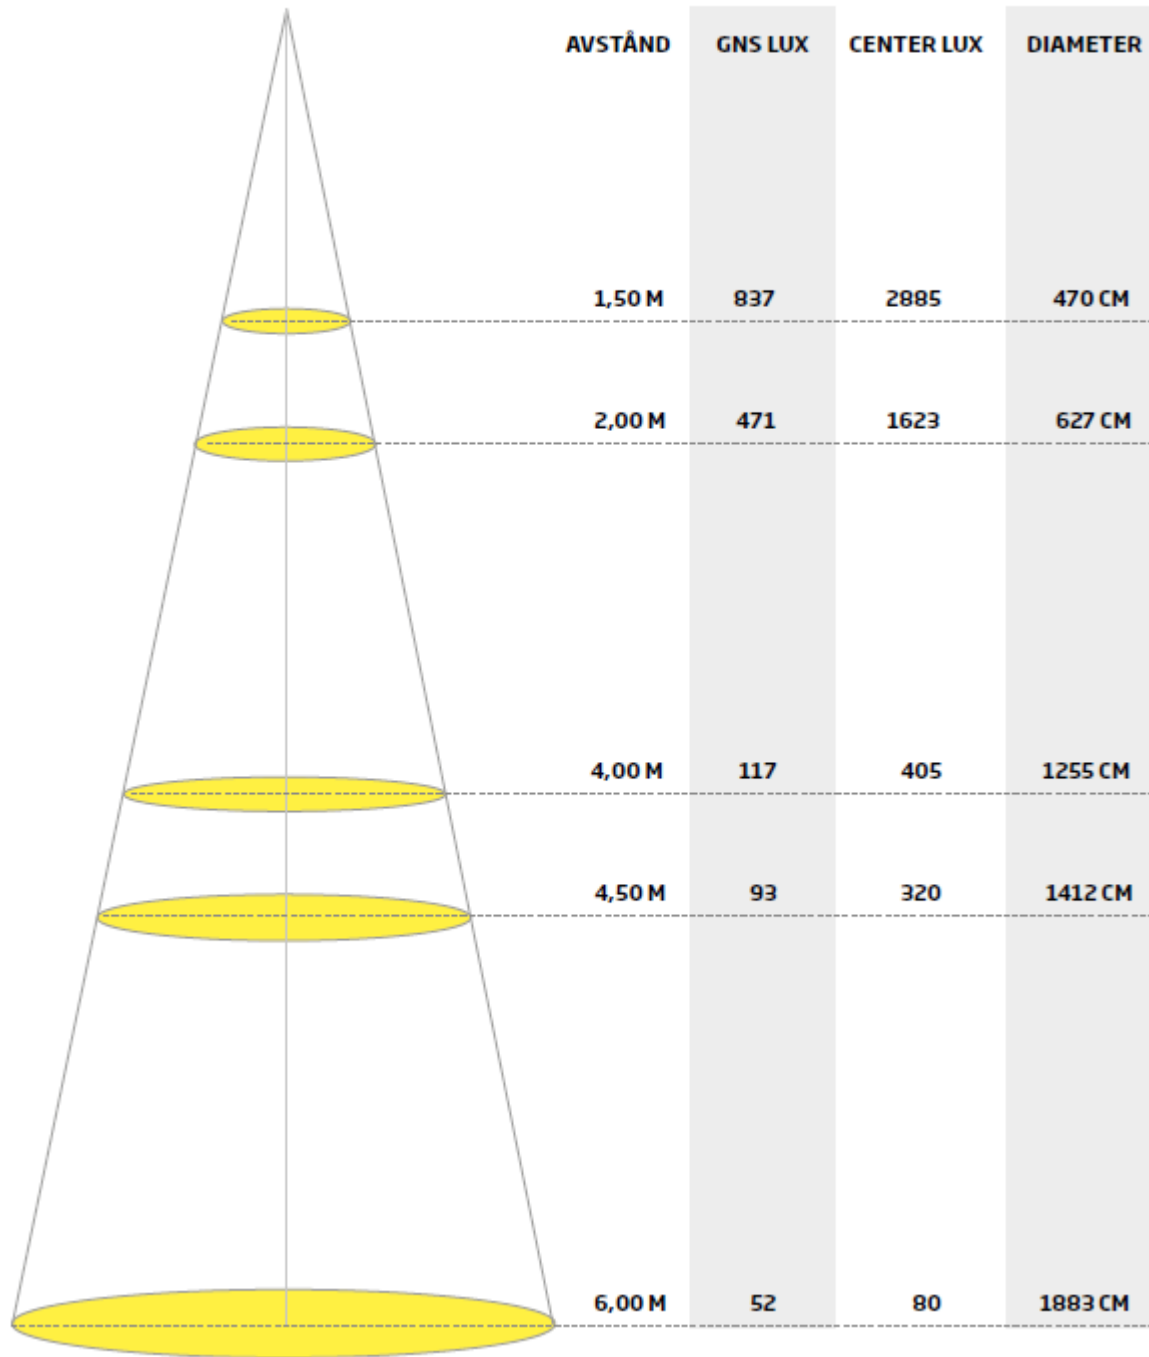 AVSTÅND GNS LUX CENTER LUX DIAMETER
1,50 M 837 2885 470 CM
2,00 M 471 1623 627 CM
4,00 M 117 405 1255 CM
4,50 M 93 320 1412 CM
6,00 M 52 80 1883 CM